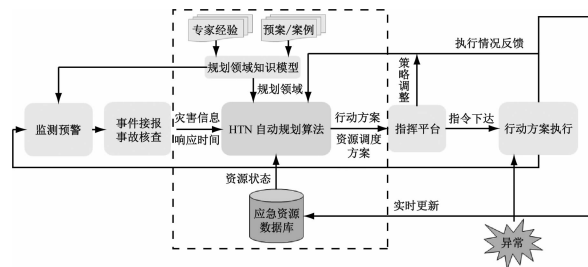 专家经验
预案/案例
执行情况反馈
规划领域知识模型
策略调整
规划领域
监测预警
事件接报
事故核查
灾害信息
响应时间
HTN 自动规划算法
行动方案
资源调度
方案
指挥平台
指令下达
行动方案执行
资源状态
应急资源
数据库
实时更新
异常